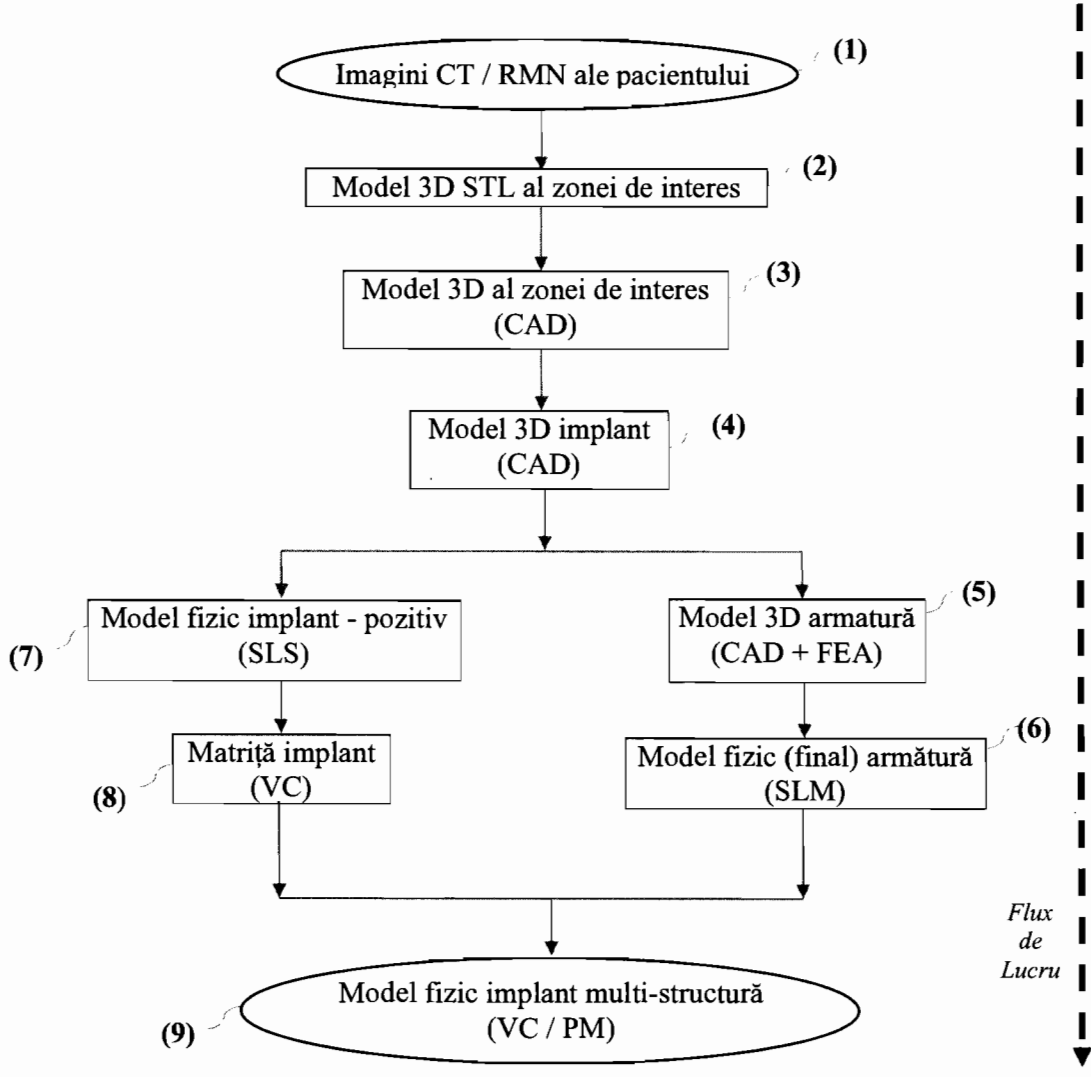 Imagini CT / RMN ale pacientului
(1)
Model 3D STL al zonei de interes
(2)
Model 3D al zonei de interes
(CAD)
(3)
Model 3D implant
(CAD)
(4)
Model fizic implant - pozitiv
(SLS)
(7)
Model 3D armatură
(CAD + FEA)
(5)
Matriță implant
(VC)
(8)
Model fizic (final) armătură
(SLM)
(6)
Model fizic implant multi-structură
(VC / PM)
(9)
Flux
de
Lucru